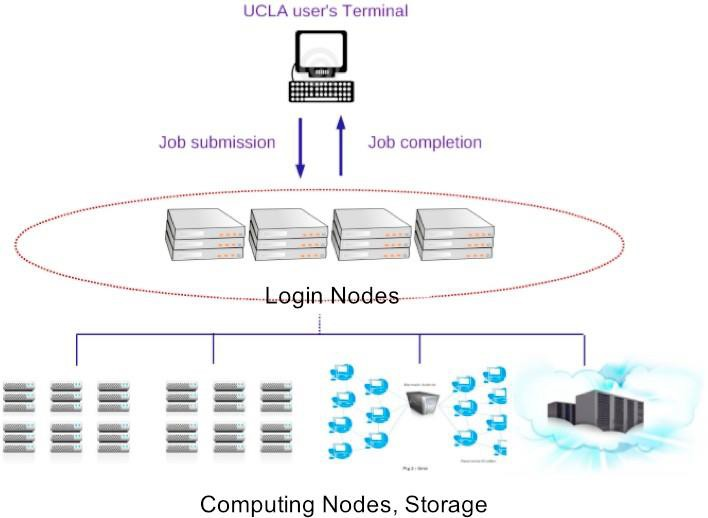 UCLA user's Terminal
Job submission
Job completion
Login Nodes
Computing Nodes, Storage